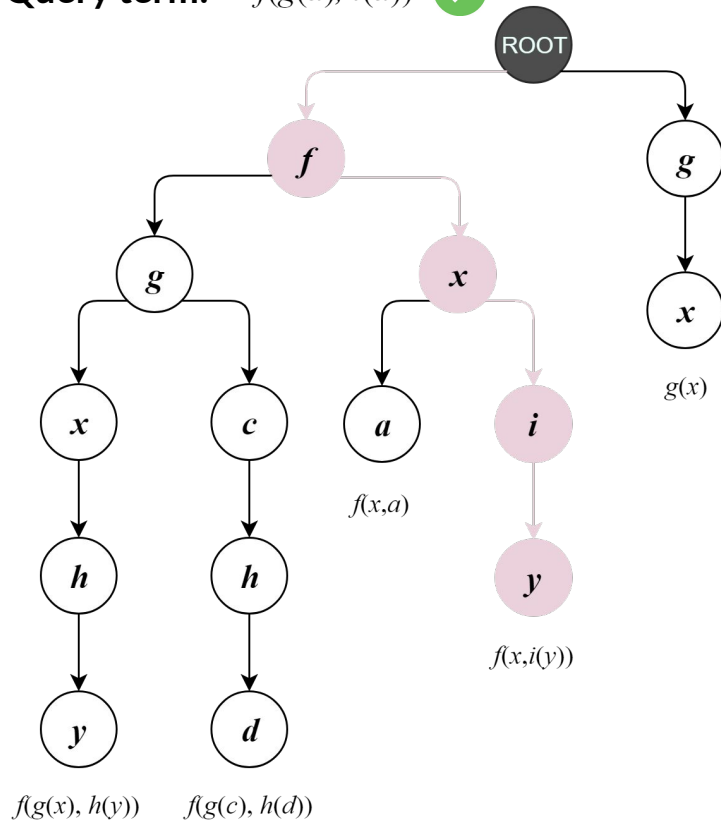 Query term:
ROOT
f
g
g
x
x
x
c
a
i
g(x)
f(x,a)
h
h
y
f(x,i(y))
y
d
f(g(x), h(y))
f(g(c), h(d))